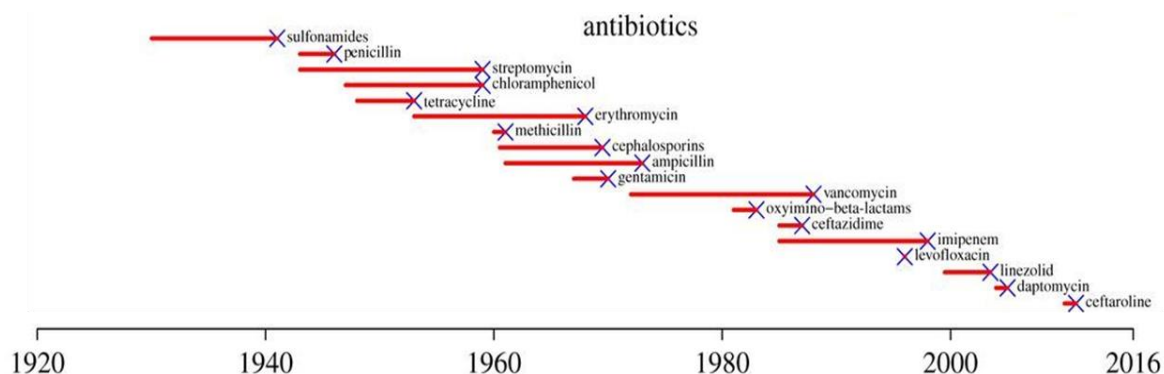 antibiotics
sulfonamides
penicillin
streptomycin
chloramphenicol
tetracycline
erythromycin
methicillin
cephalosporins
ampicillin
gentamicin
vancomycin
oxyimino−beta−lactams
ceftazidime
imipenem
levofloxacin
linezolid
daptomycin
ceftaroline
1920 1940 1960 1980 2000 2016